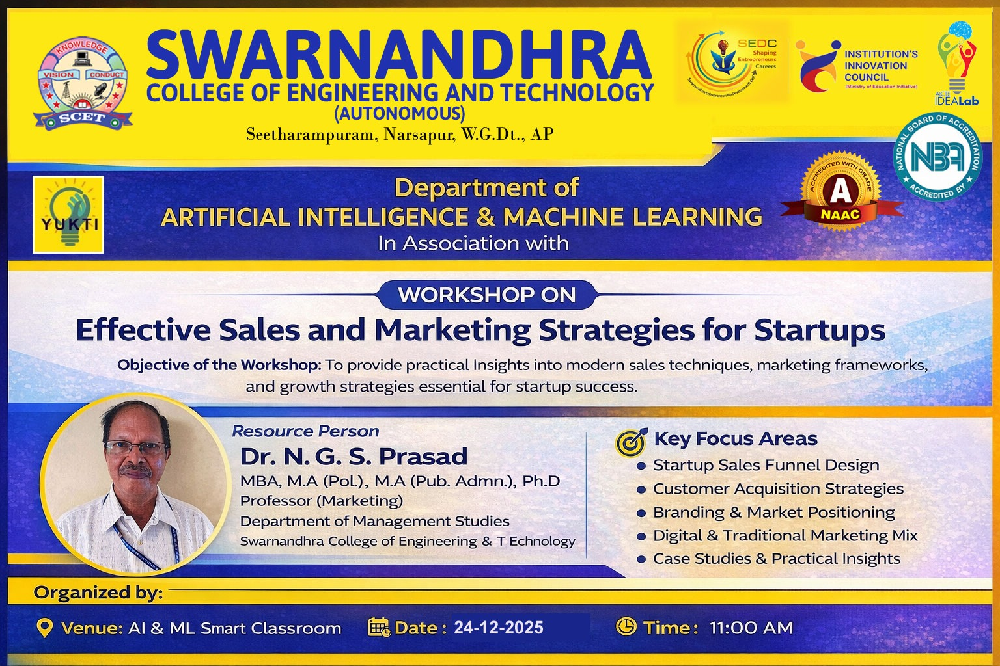 SWARNANDHRA
COLLEGE OF ENGINEERING AND TECHNOLOGY
(AUTONOMOUS)
Seetharampuram, Narsapur, W.G.Dt., AP
KNOWLEDGE
VISION
CONDUCT
SCET
SEDC
Shaping
Entrepreneurs
Careers
Swarnandhra Entrepreneurship Development Cell
INSTITUTION'S
INNOVATION
COUNCIL
(Ministry of Education Initiative)
AICTE
IDEALab
NATIONAL BOARD OF ACCREDITATION
NBA
ACCREDITED BY
ACCREDITED WITH GRADE
A
NAAC
YUKTI
Department of
ARTIFICIAL INTELLIGENCE & MACHINE LEARNING
In Association with
WORKSHOP ON
Effective Sales and Marketing Strategies for Startups
Objective of the Workshop: To provide practical Insights into modern sales techniques, marketing frameworks,
and growth strategies essential for startup success.
Resource Person
Dr. N. G. S. Prasad
MBA, M.A (Pol.), M.A (Pub. Admn.), Ph.D
Professor (Marketing)
Department of Management Studies
Swarnandhra College of Engineering & T Echnology
Key Focus Areas
• Startup Sales Funnel Design
• Customer Acquisition Strategies
• Branding & Market Positioning
• Digital & Traditional Marketing Mix
• Case Studies & Practical Insights
Organized by:
Venue: AI & ML Smart Classroom
Date : 24-12-2025
Time : 11:00 AM